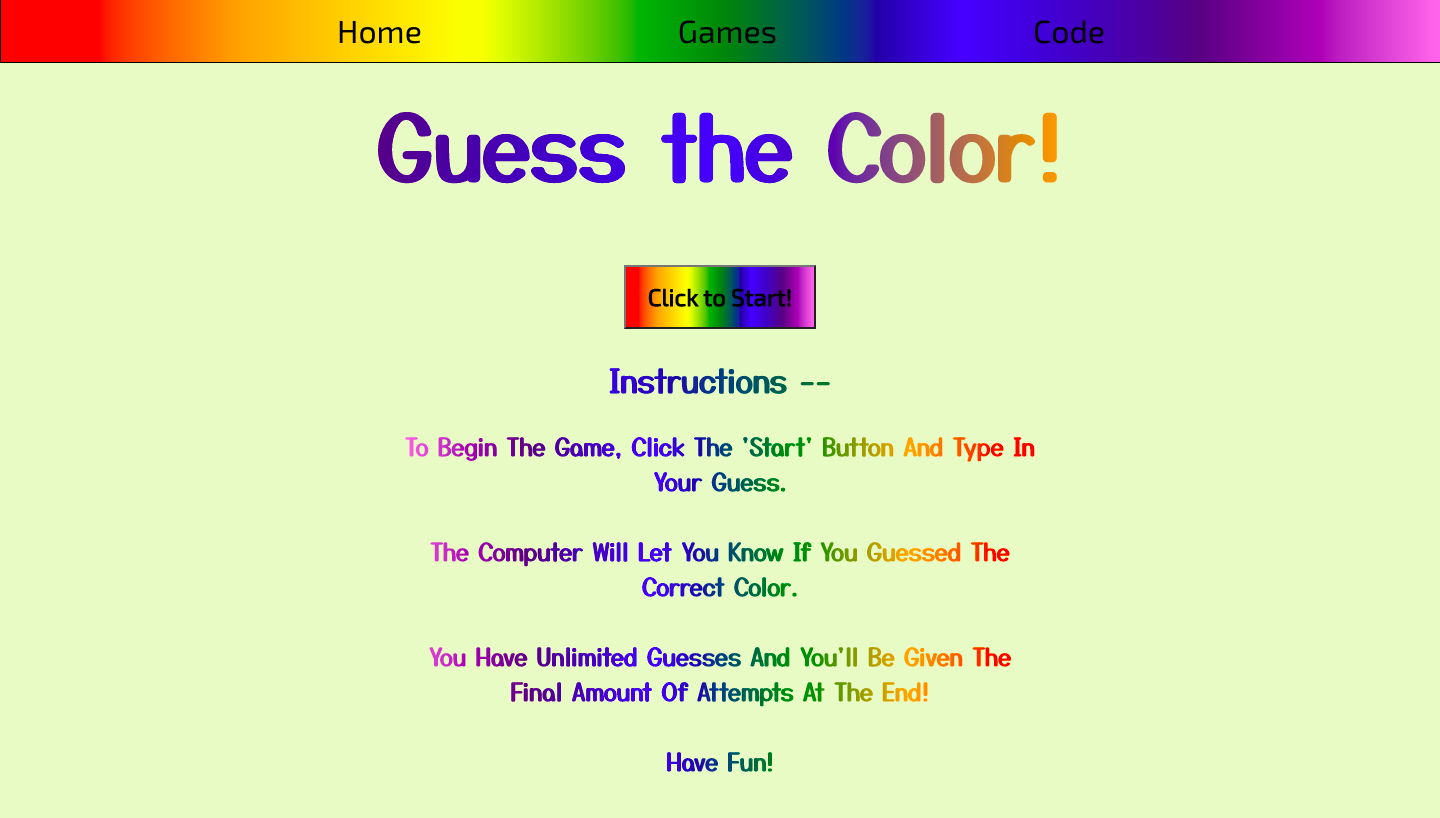 Home Games Code
Guess the Color!
Click to Start!
Instructions --
To Begin The Game, Click The 'Start' Button And Type In
Your Guess.
The Computer Will Let You Know If You Guessed The
Correct Color.
You Have Unlimited Guesses And You'll Be Given The
Final Amount Of Attempts At The End!
Have Fun!